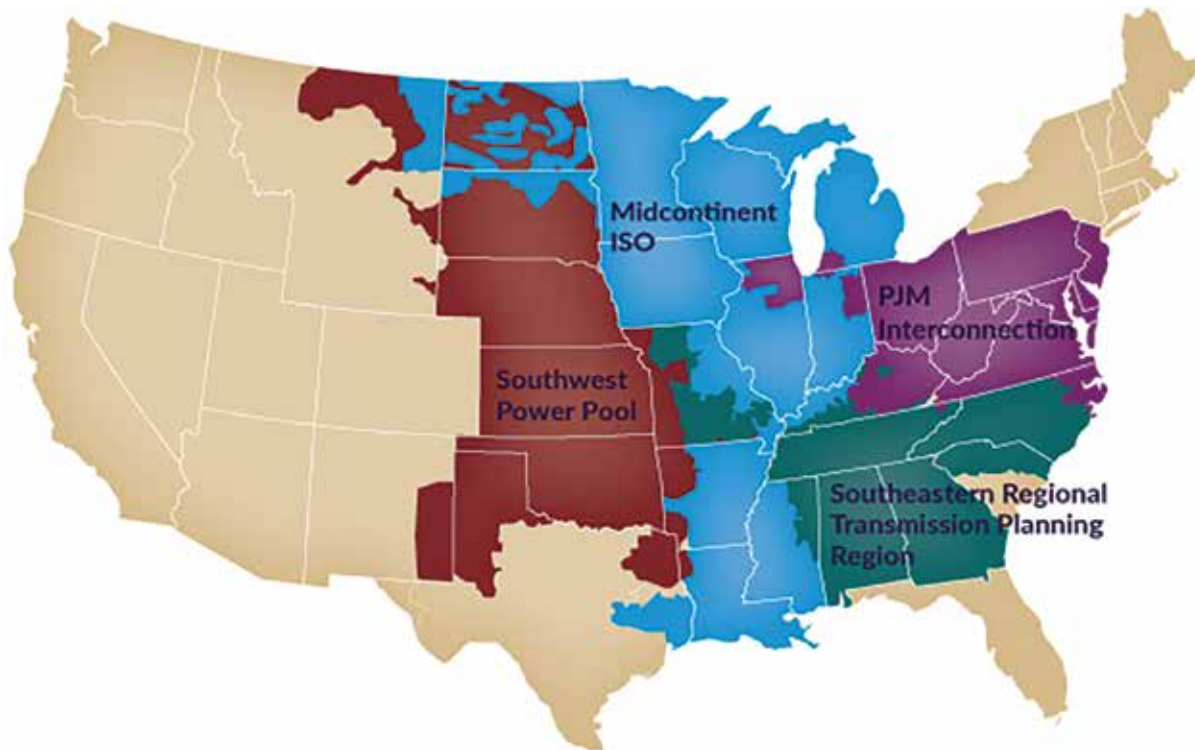 Midcontinent
ISO
PJM
Interconnection
Southwest
Power Pool
Southeastern Regional
Transmission Planning
Region